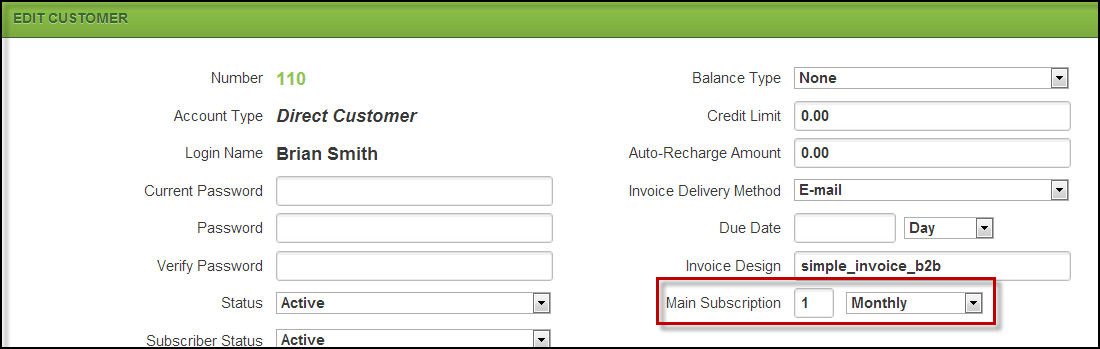 EDIT CUSTOMER
Number 110
Account Type Direct Customer
Login Name Brian Smith
Current Password
Password
Verify Password
Status Active
Subscriber Status Active
Balance Type None
Credit Limit 0.00
Auto-Recharge Amount 0.00
Invoice Delivery Method E-mail
Due Date Day
Invoice Design simple_invoice_b2b
Main Subscription 1 Monthly